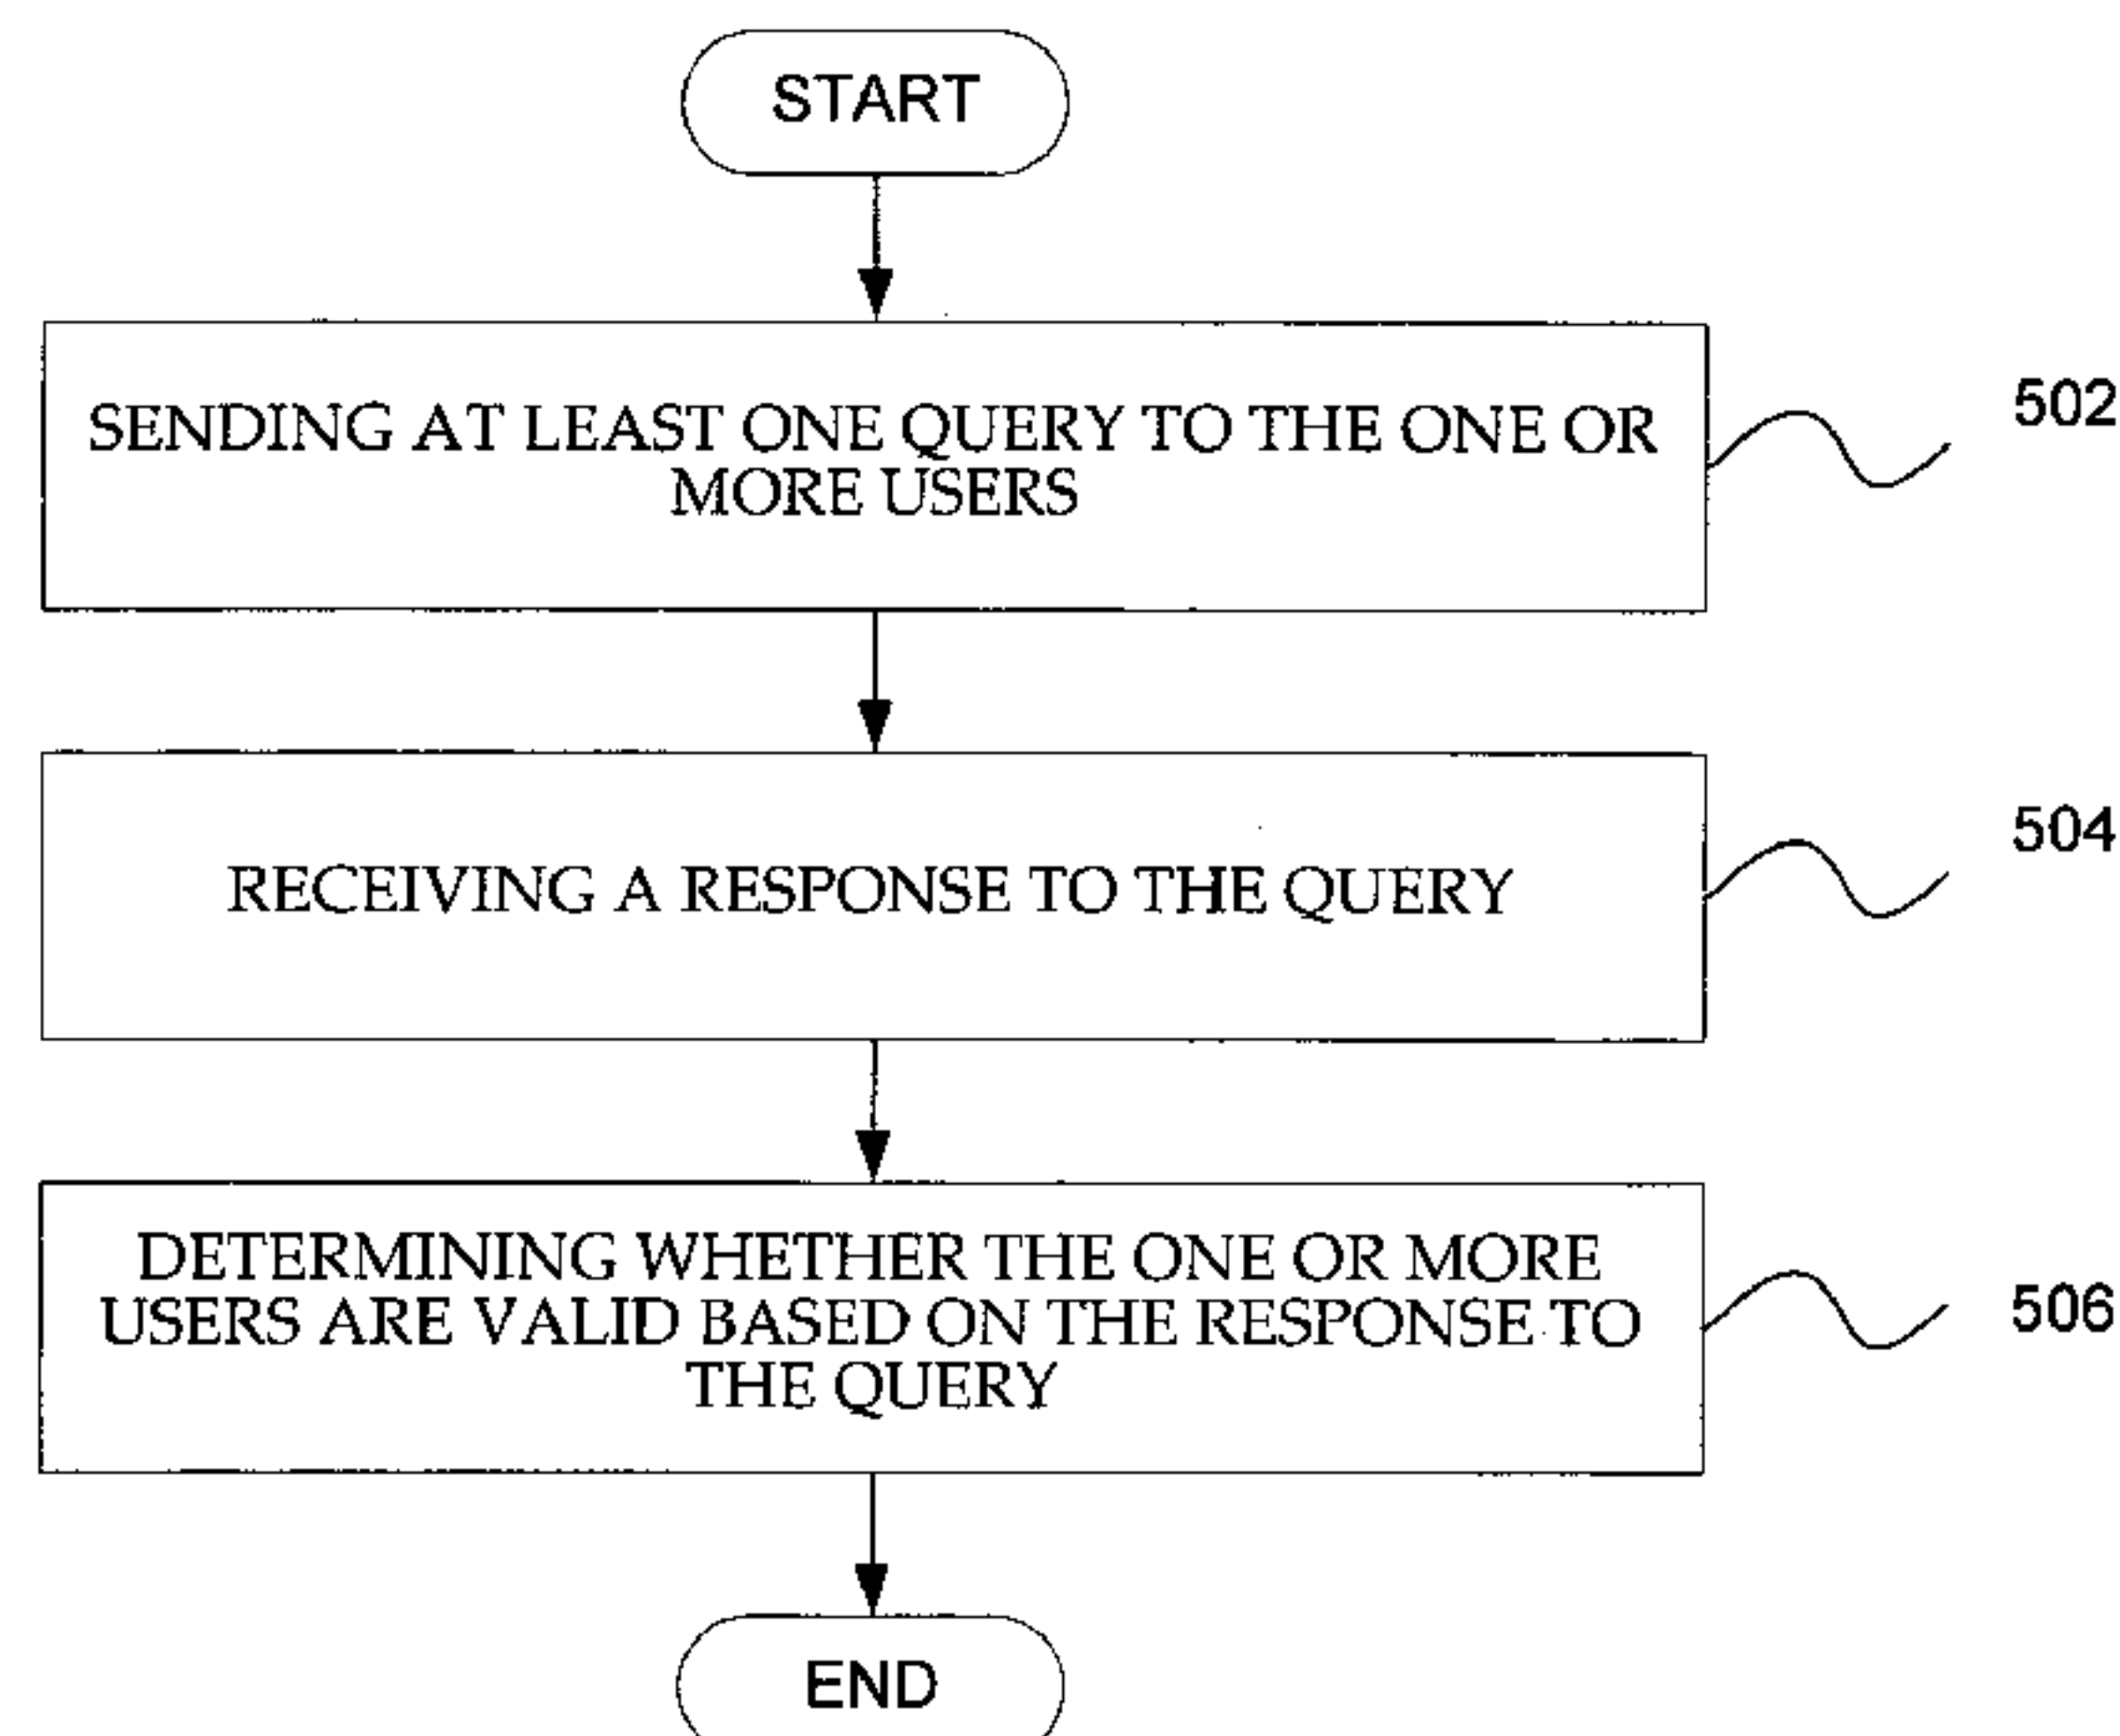 START
SENDING AT LEAST ONE QUERY TO THE ONE OR
MORE USERS
502
RECEIVING A RESPONSE TO THE QUERY
504
DETERMINING WHETHER THE ONE OR MORE
USERS ARE VALID BASED ON THE RESPONSE TO
THE QUERY
506
END